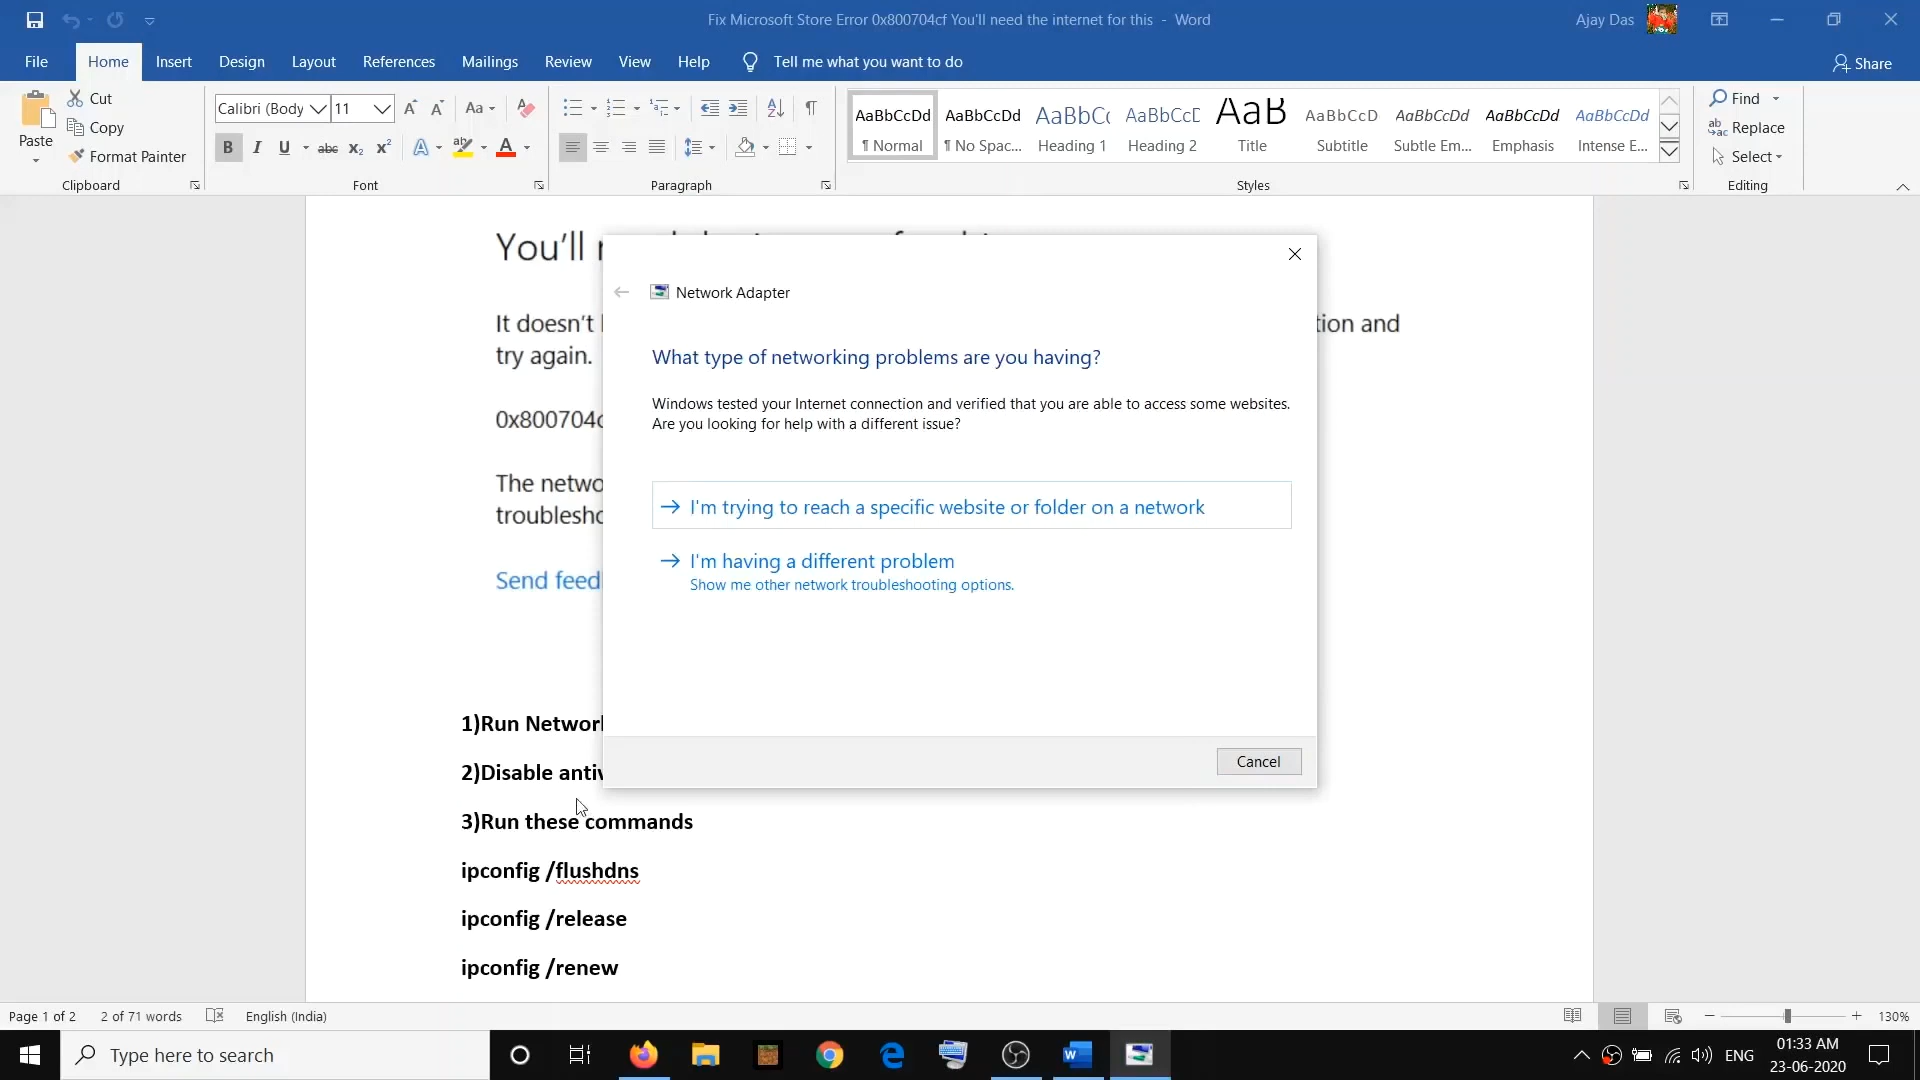 Fix Microsoft Store Error 0x800704cf You'll need the internet for this - Word
Ajay Das
File Home Insert Design Layout References Mailings Review View Help Tell me what you want to do
Share
Paste
Cut
Copy
Format Painter
Clipboard
Calibri (Body 11
Font
Paragraph
AaBbCcDd AaBbCcDd AaBbCc AaBbCcD AaB AaBbCcD AaBbCcDd AaBbCcDd AaBbCcDd
¶ Normal ¶ No Spac... Heading 1 Heading 2 Title Subtitle Subtle Em... Emphasis Intense E...
Styles
Find
Replace
Select
Editing
You'll
Network Adapter
It doesn't
tion and
try again.
What type of networking problems are you having?
Windows tested your Internet connection and verified that you are able to access some websites.
Are you looking for help with a different issue?
0x800704c
The netwo
troublesho
I'm trying to reach a specific website or folder on a network
I'm having a different problem
Show me other network troubleshooting options.
Send feed
Cancel
1)Run Network
2)Disable antiv
3)Run these commands
ipconfig /flushdns
ipconfig /release
ipconfig /renew
Page 1 of 2 2 of 71 words English (India)
130%
Type here to search
ENG
01:33 AM
23-06-2020